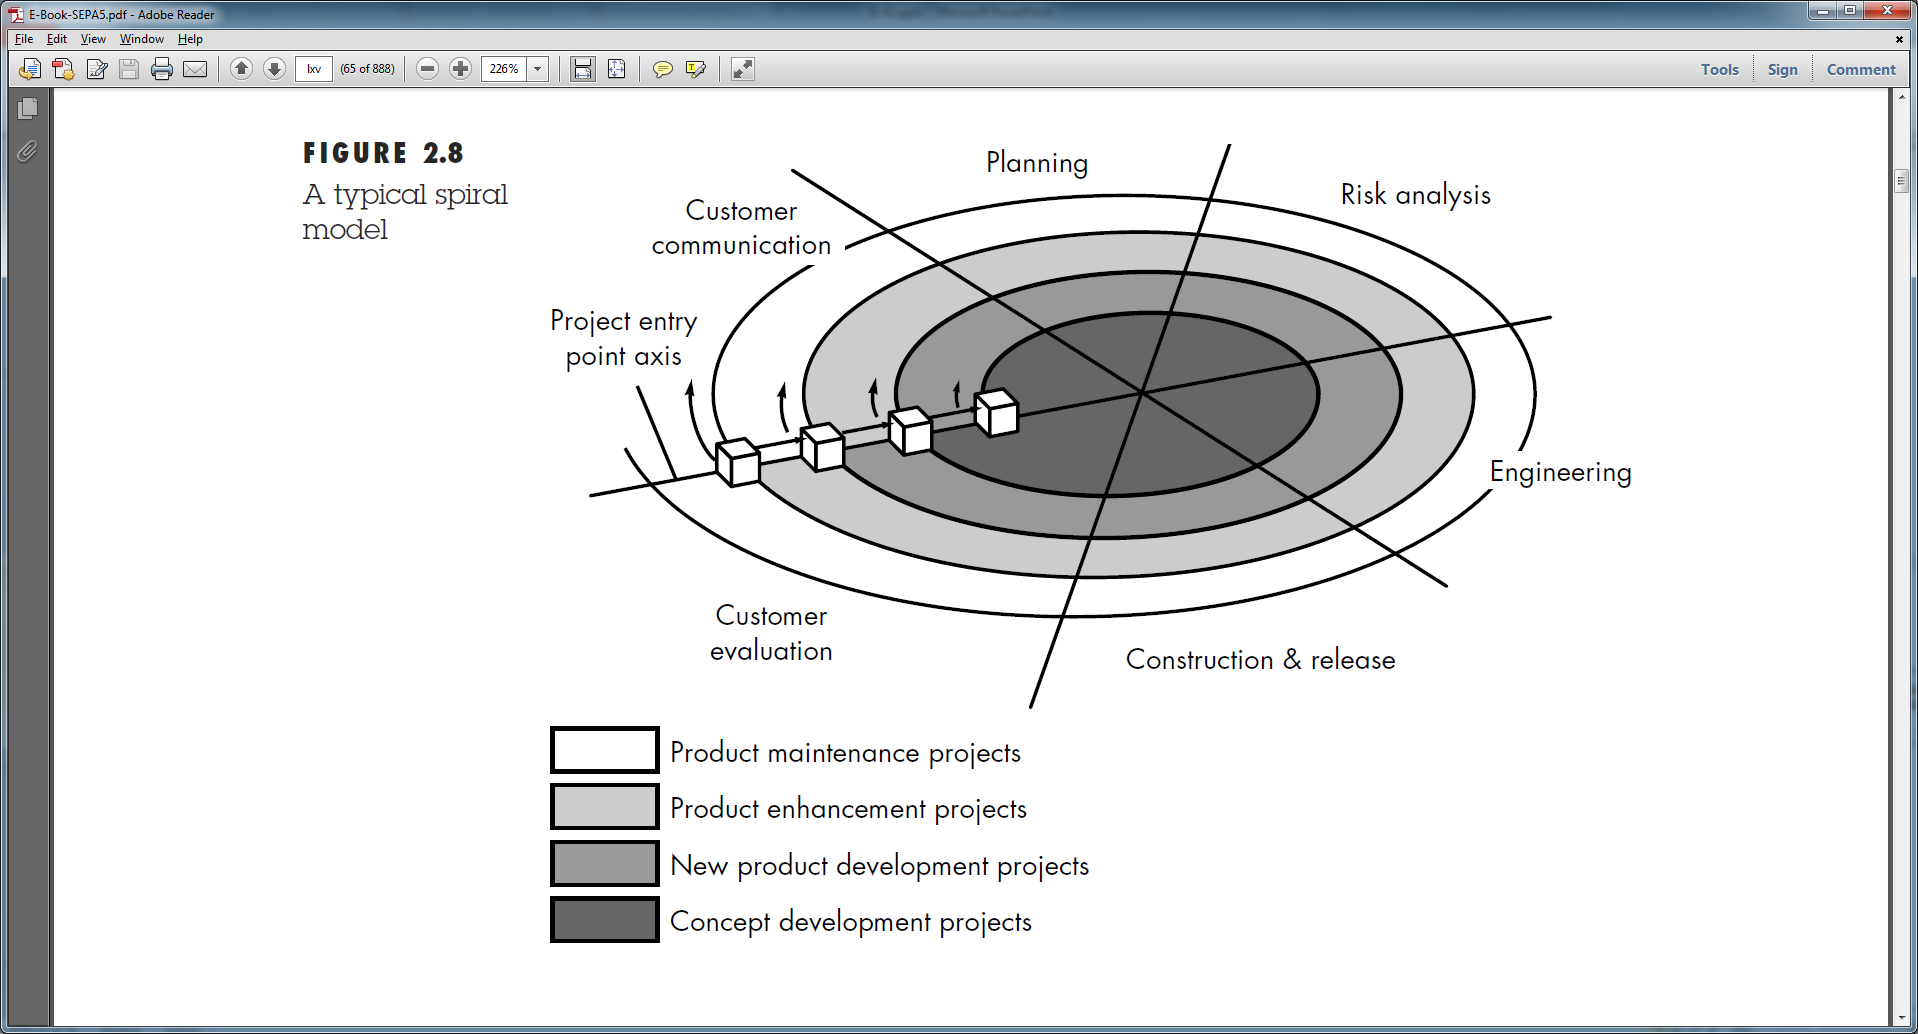 E-Book-SEPA5.pdf - Adobe Reader
File Edit View Window Help
lxv (65 of 888) 226% Tools Sign Comment
FIGURE 2.8
A typical spiral
model
Planning
Risk analysis
Customer
communication
Project entry
point axis
Engineering
Customer
evaluation
Construction & release
Product maintenance projects
Product enhancement projects
New product development projects
Concept development projects